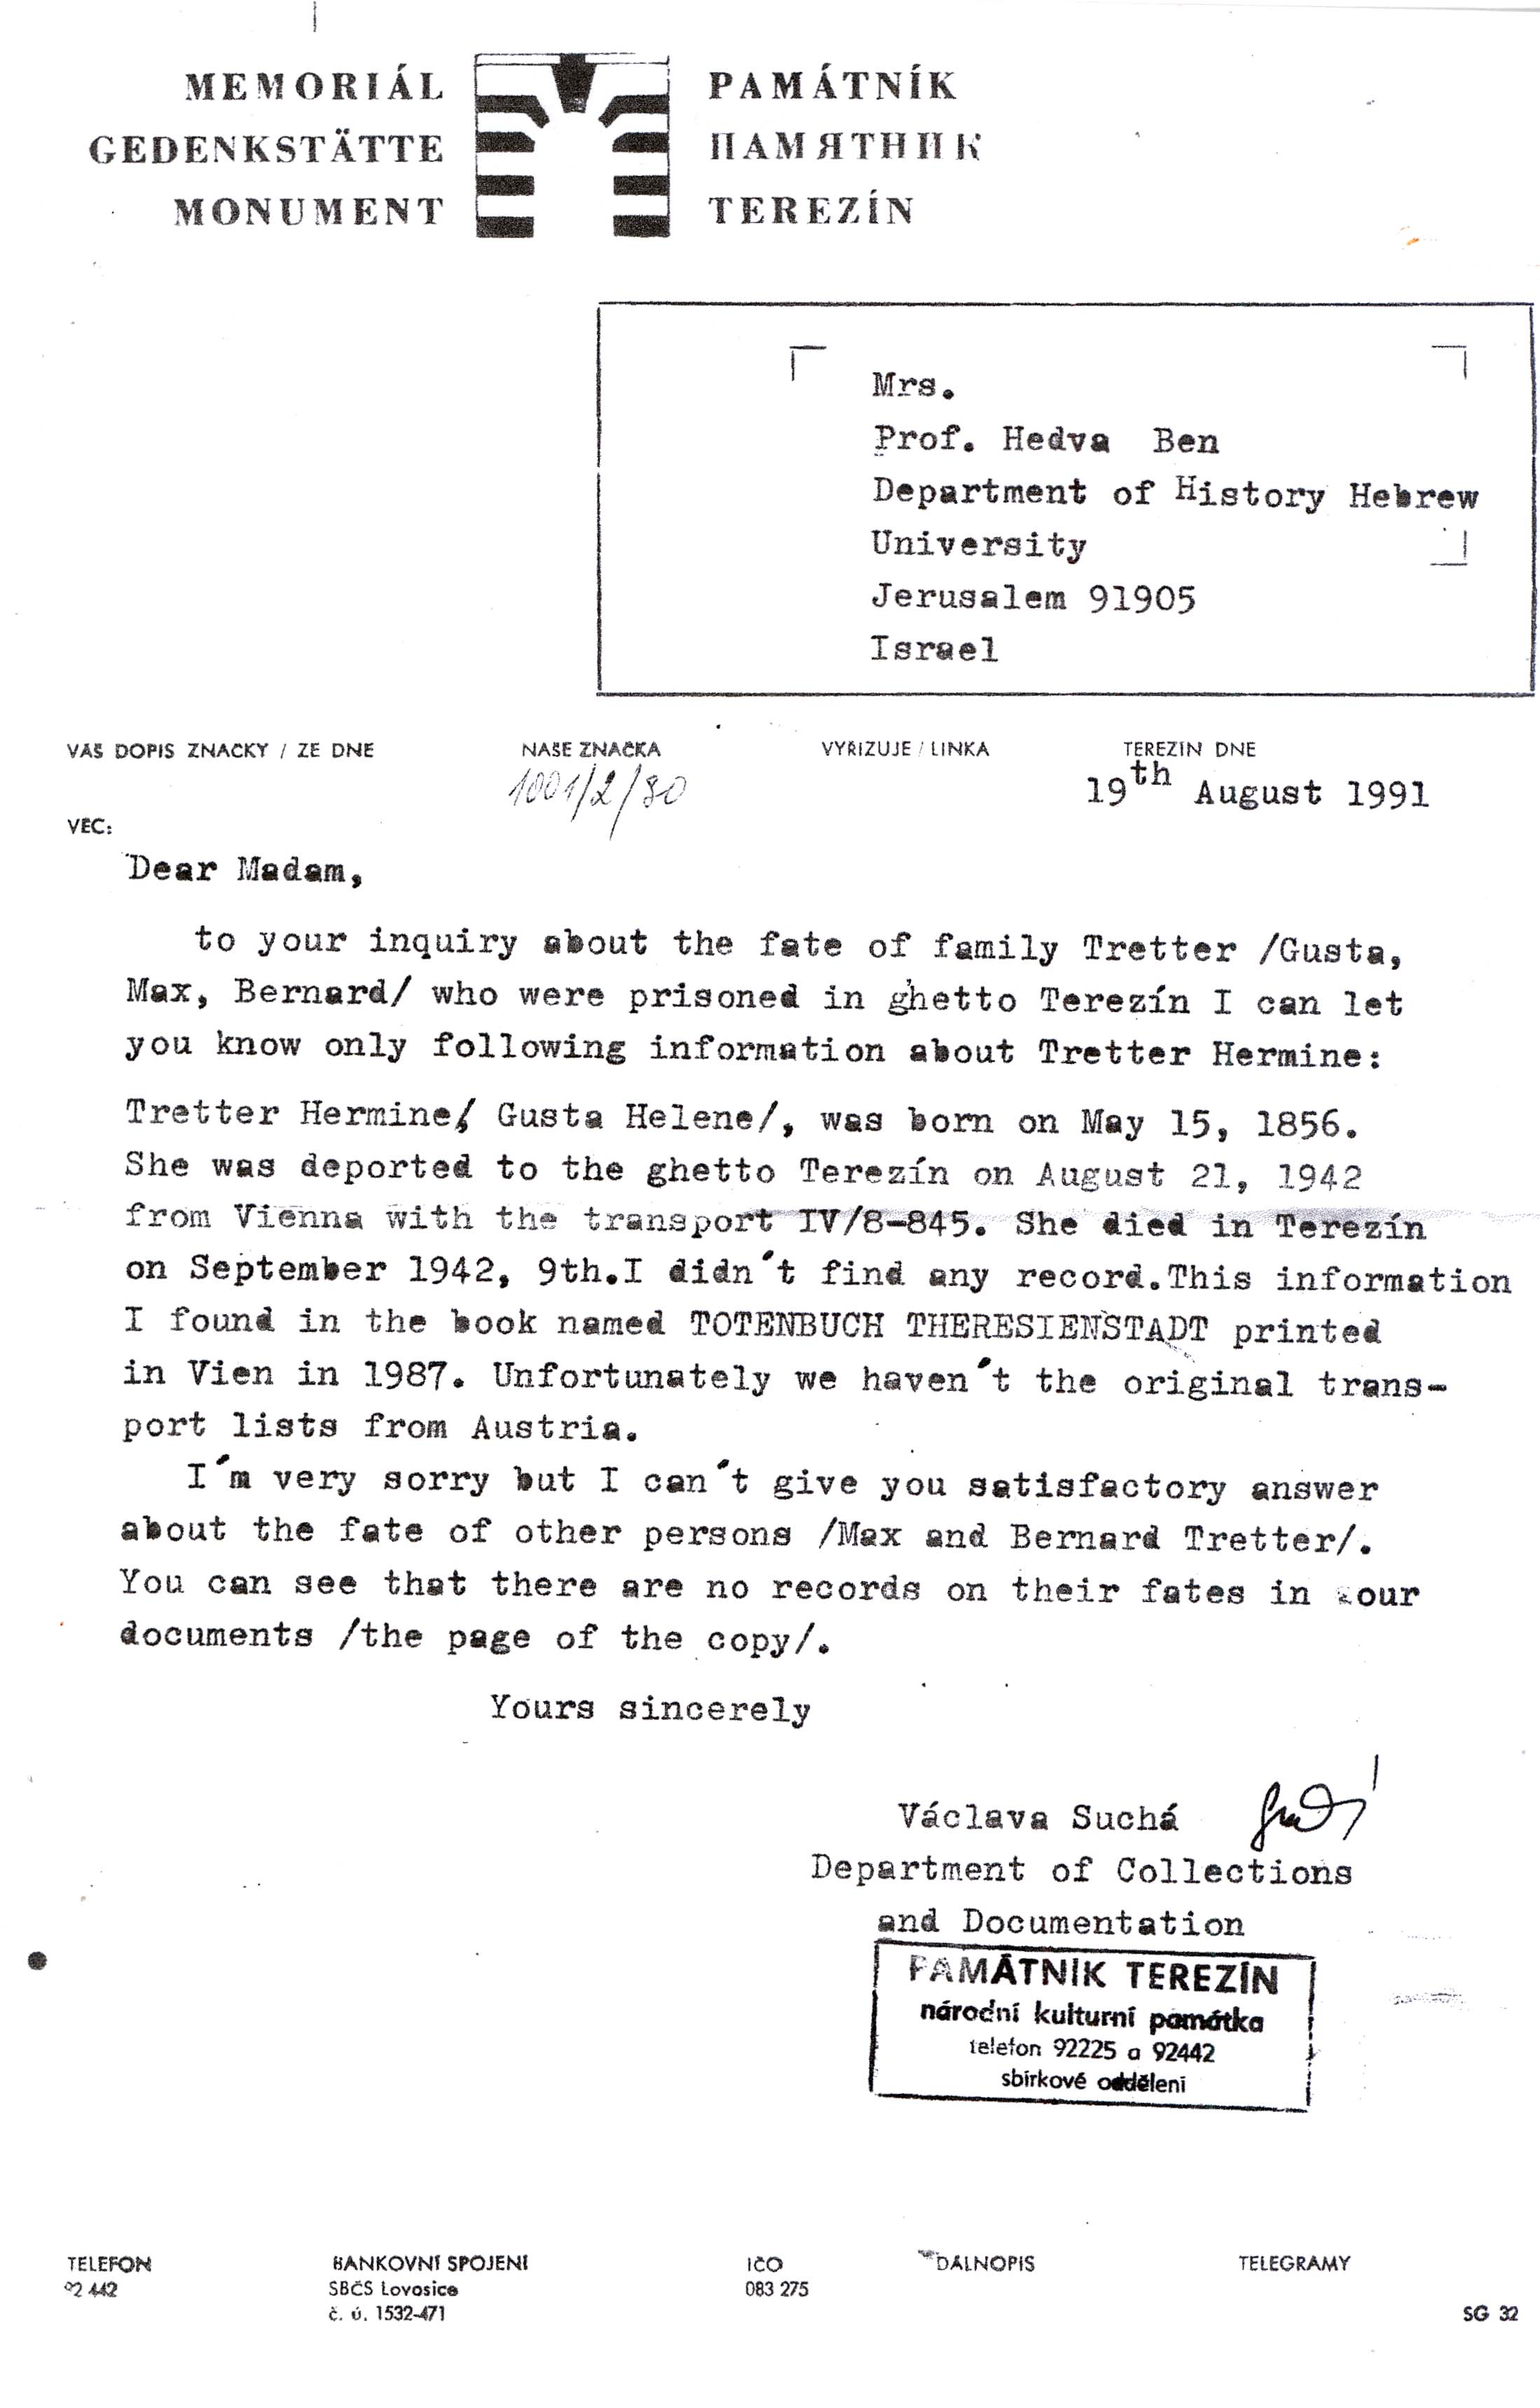 MEMORIÁL
GEDENKSTÄTTE
MONUMENT
PAMÁTNÍK
ПАМЯТНИК
TEREZÍN
Mrs.
Prof. Hedva Ben
Department of History Hebrew
University
Jerusalem 91905
Israel
VÁŠ DOPIS ZNAČKY / ZE DNE NAŠE ZNAČKA VYŘIZUJE / LINKA TEREZÍN DNE
1001/2/80 19th August 1991
VĚC:
Dear Madam,
to your inquiry about the fate of family Tretter /Gusta,
Max, Bernard/ who were prisoned in ghetto Terezín I can let
you know only following information about Tretter Hermine:
Tretter Hermine/ Gusta Helene/, was born on May 15, 1856.
She was deported to the ghetto Terezín on August 21, 1942
from Vienna with the transport IV/8-845. She died in Terezín
on September 1942, 9th.I didn´t find any record.This information
I found in the book named TOTENBUCH THERESIENSTADT printed
in Vien in 1987. Unfortunately we haven´t the original trans-
port lists from Austria.
I´m very sorry but I can´t give you satisfactory answer
about the fate of other persons /Max and Bernard Tretter/.
You can see that there are no records on their fates in our
documents /the page of the copy/.
Yours sincerely
Václava Suchá
Department of Collections
and Documentation
PAMÁTNÍK TEREZÍN
národní kulturní památka
telefon 92225 a 92442
sbírkové oddělení
TELEFON BANKOVNÍ SPOJENÍ IČO DÁLNOPIS TELEGRAMY
92 442 SBČS Lovosice 083 275
č. ú. 1532-471
SG 32